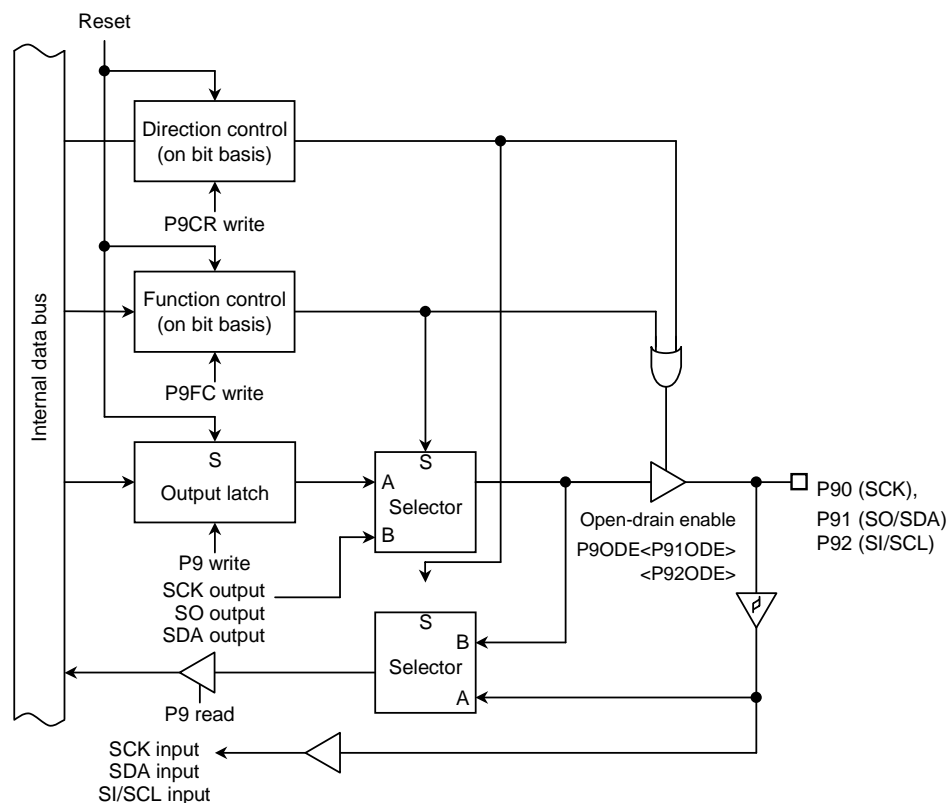 Reset
Internal data bus
Direction control
(on bit basis)
P9CR write
Function control
(on bit basis)
P9FC write
S
Output latch
P9 write
SCK output
SO output
SDA output
S
A
Selector
B
Open-drain enable
P9ODE<P91ODE>
<P92ODE>
P90 (SCK),
P91 (SO/SDA)
P92 (SI/SCL)
S
B
Selector
A
P9 read
SCK input
SDA input
SI/SCL input